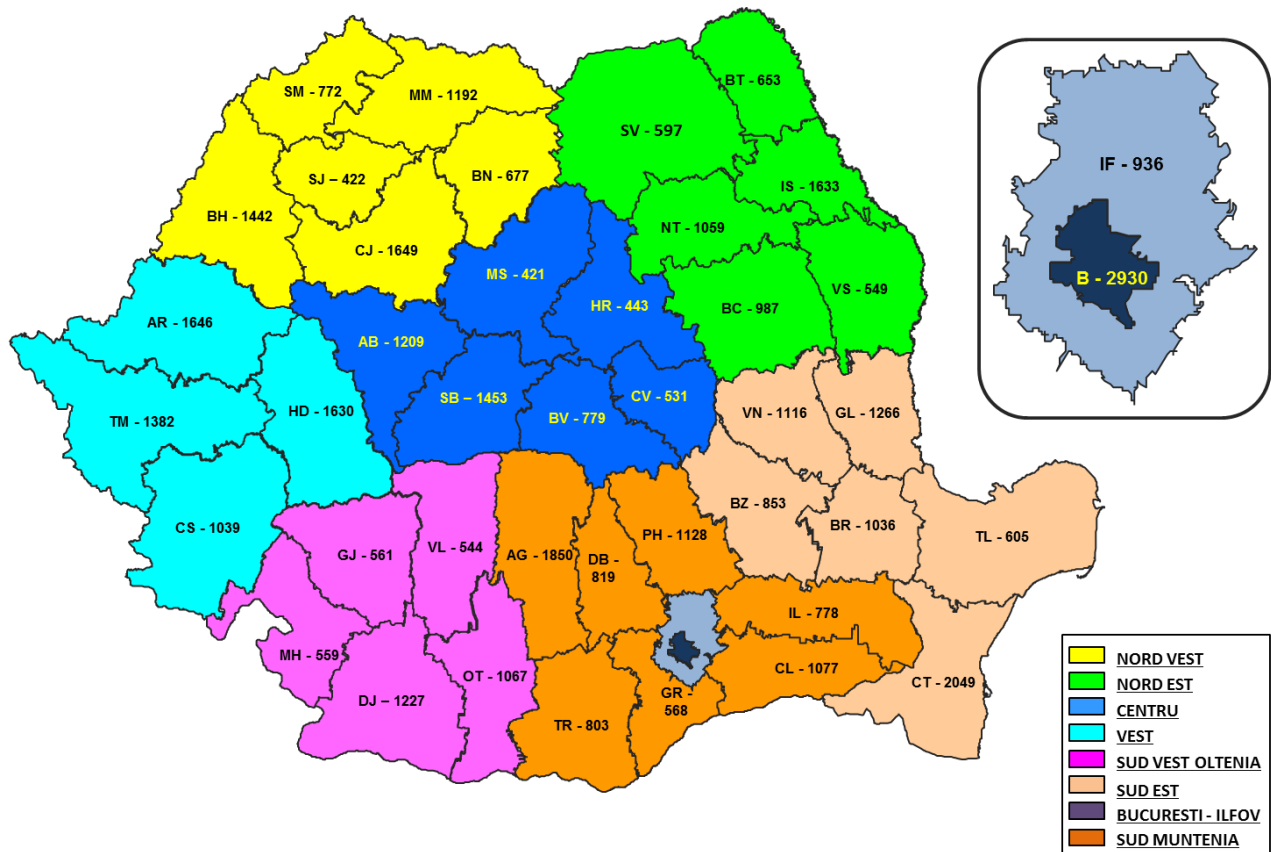 SM - 772
MM - 1192
BT - 653
SV - 597
SJ – 422
BN - 677
IS - 1633
IF - 936
BH - 1442
CJ - 1649
NT - 1059
MS - 421
HR - 443
BC - 987
VS - 549
B - 2930
AR - 1646
AB - 1209
TM - 1382
HD - 1630
SB – 1453
BV - 779
CV - 531
VN - 1116
GL - 1266
CS - 1039
GJ - 561
VL - 544
AG - 1850
DB -
819
PH - 1128
BZ - 853
BR - 1036
TL - 605
IL - 778
MH - 559
DJ – 1227
OT - 1067
TR - 803
GR -
568
CL - 1077
CT - 2049
NORD VEST
NORD EST
CENTRU
VEST
SUD VEST OLTENIA
SUD EST
BUCURESTI - ILFOV
SUD MUNTENIA